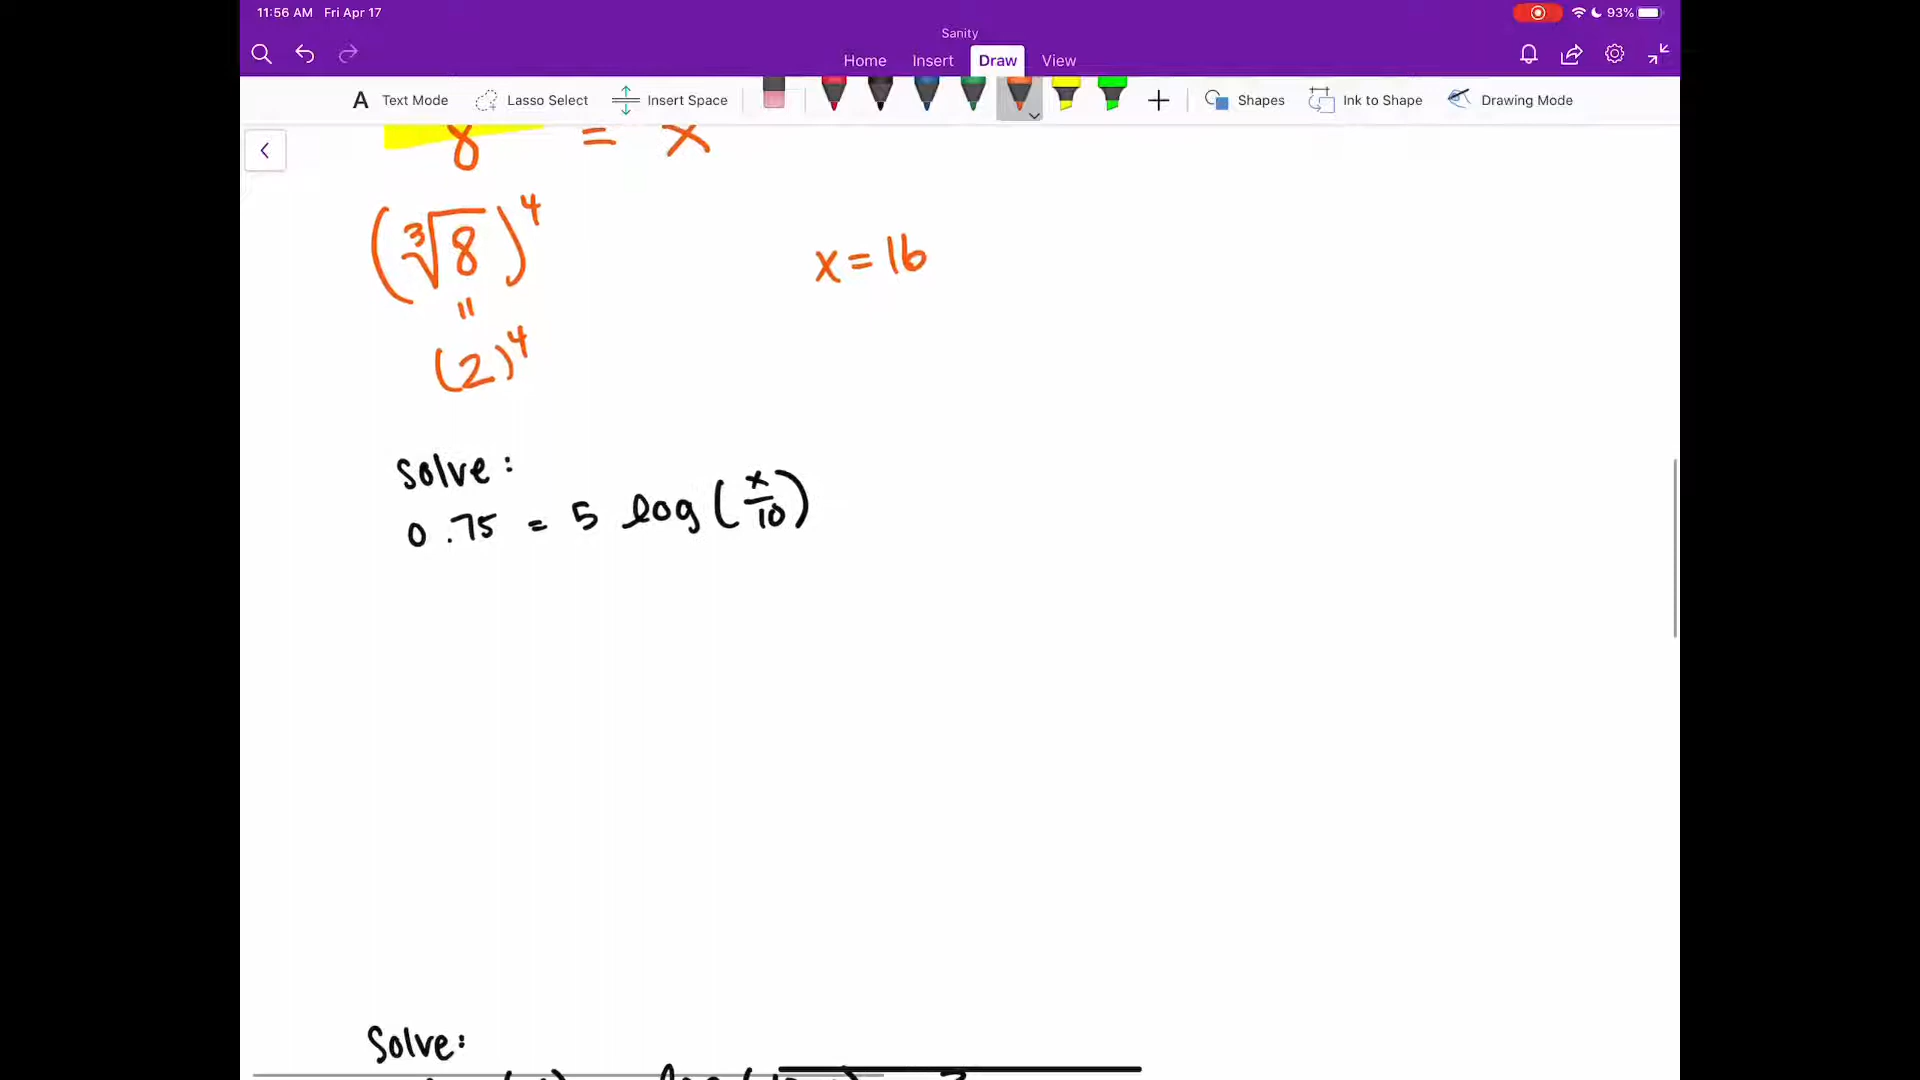 11:56 AM Fri Apr 17 93%
Sanity
Home Insert Draw View
A Text Mode Lasso Select Insert Space Shapes Ink to Shape Drawing Mode
8 = x
(∛8)⁴
x = 16
=
(2)⁴
Solve:
0.75 = 5 log(x/10)
Solve: